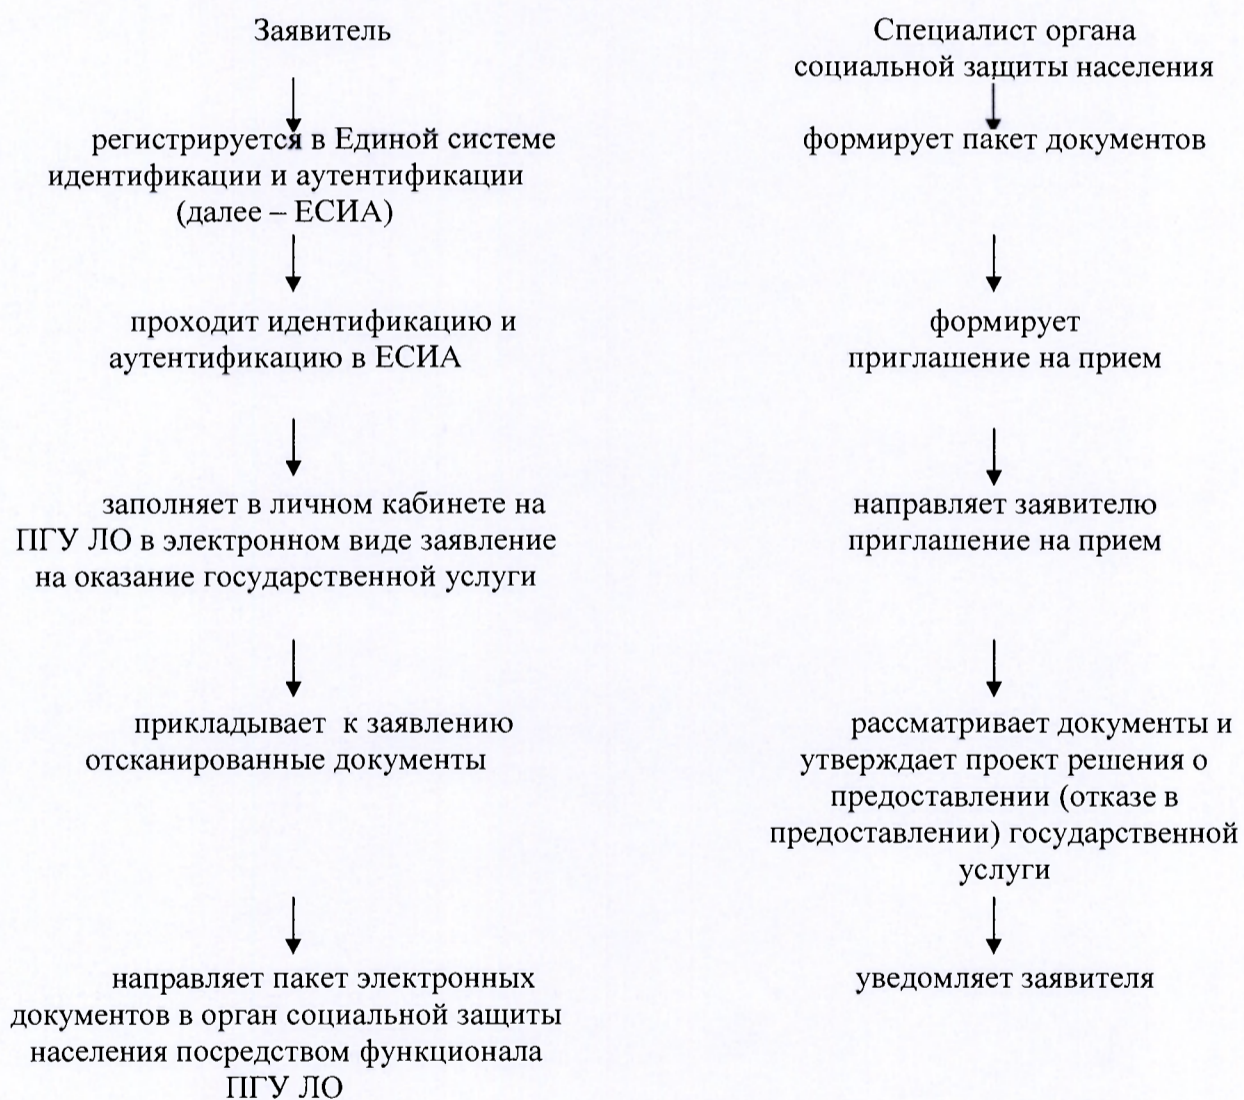 Заявитель
регистрируется в Единой системе
идентификации и аутентификации
(далее – ЕСИА)
проходит идентификацию и
аутентификацию в ЕСИА
заполняет в личном кабинете на
ПГУ ЛО в электронном виде заявление
на оказание государственной услуги
прикладывает к заявлению
отсканированные документы
направляет пакет электронных
документов в орган социальной защиты
населения посредством функционала
ПГУ ЛО
Специалист органа
социальной защиты населения
формирует пакет документов
формирует
приглашение на прием
направляет заявителю
приглашение на прием
рассматривает документы и
утверждает проект решения о
предоставлении (отказе в
предоставлении) государственной
услуги
уведомляет заявителя